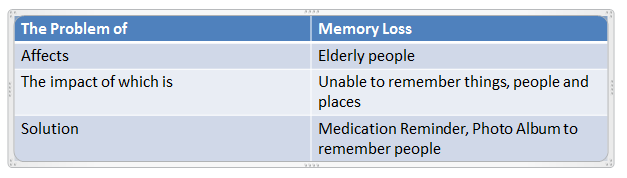 The Problem of Memory Loss
Affects Elderly people
The impact of which is Unable to remember things, people and
places
Solution Medication Reminder, Photo Album to
remember people